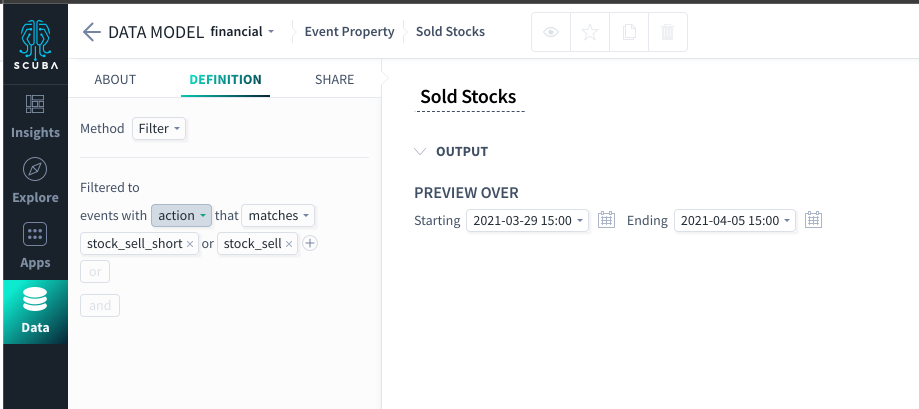 SCUBA
Insights
Explore
Apps
Data
DATA MODEL financial Event Property Sold Stocks
ABOUT DEFINITION SHARE
Method Filter
Filtered to
events with action that matches
stock_sell_short × or stock_sell ×
or
and
Sold Stocks
OUTPUT
PREVIEW OVER
Starting 2021-03-29 15:00 Ending 2021-04-05 15:00